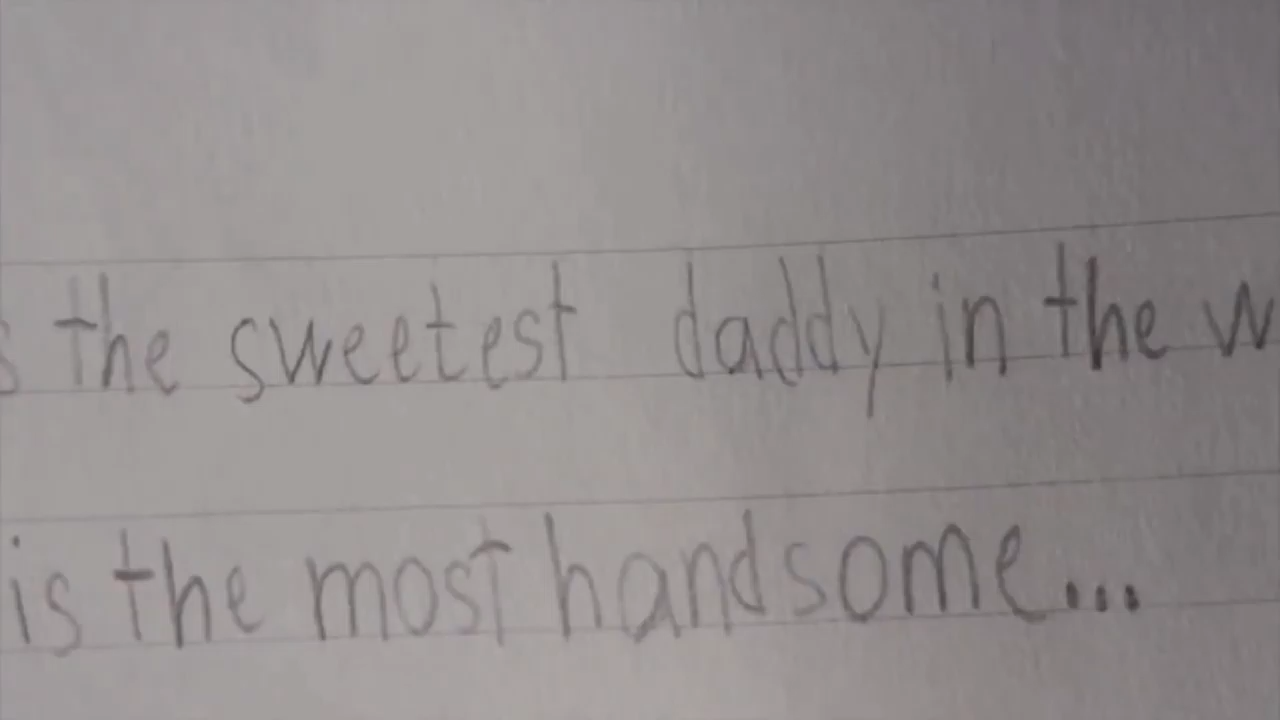 s the sweetest daddy in the w
is the most handsome...